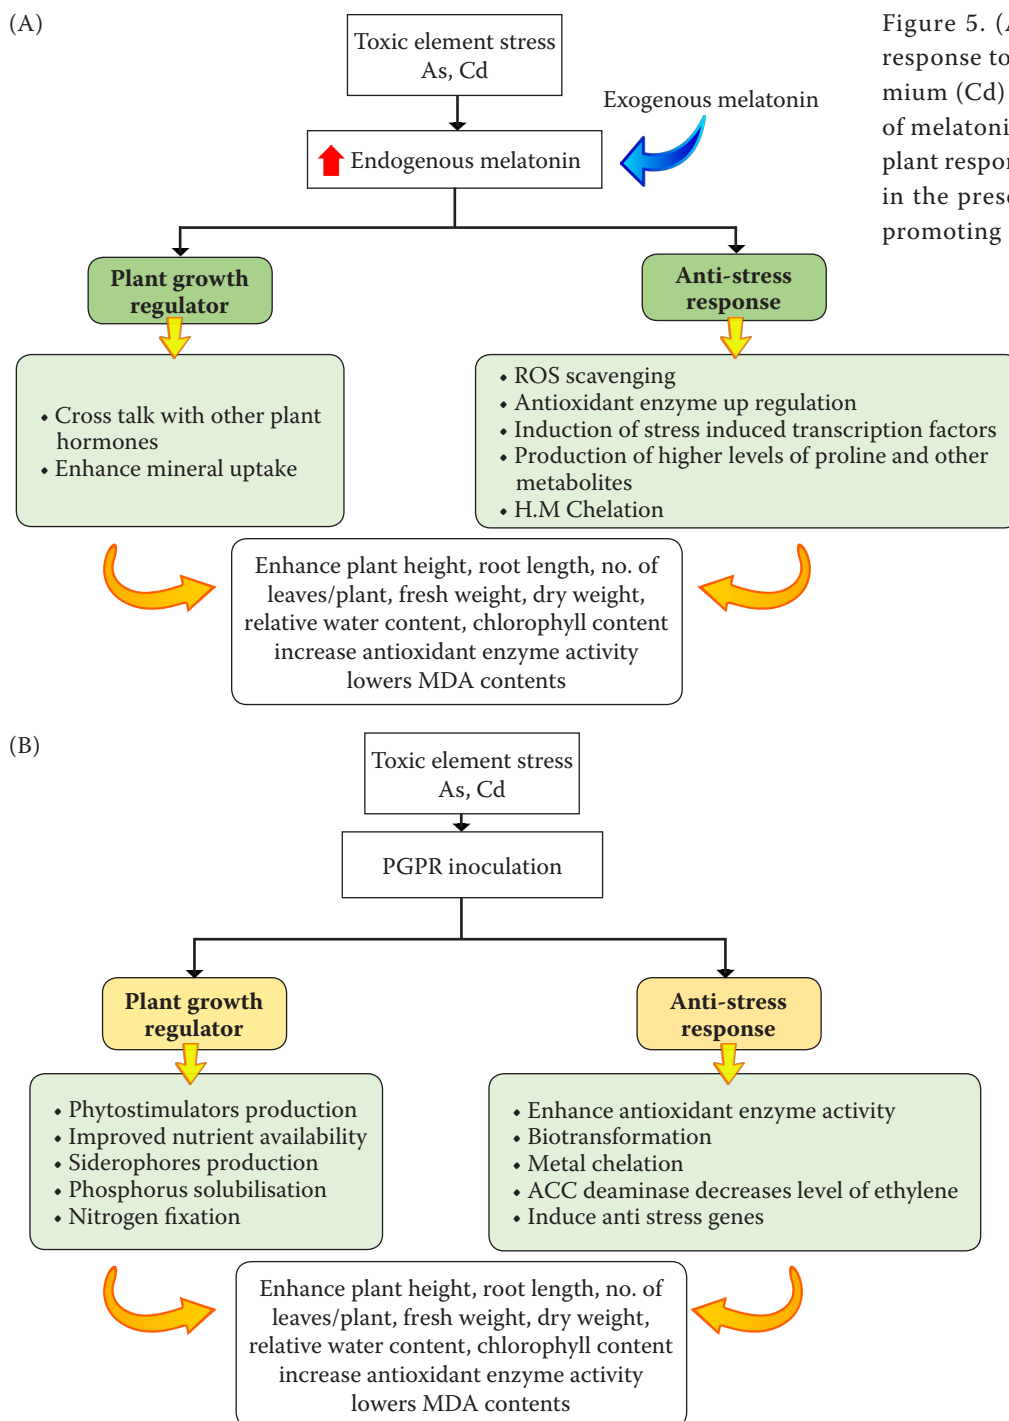 (A)
Toxic element stress
As, Cd
Exogenous melatonin
Endogenous melatonin
Plant growth
regulator
Anti-stress
response
• Cross talk with other plant
hormones
• Enhance mineral uptake
• ROS scavenging
• Antioxidant enzyme up regulation
• Induction of stress induced transcription factors
• Production of higher levels of proline and other
metabolites
• H.M Chelation
Enhance plant height, root length, no. of
leaves/plant, fresh weight, dry weight,
relative water content, chlorophyll content
increase antioxidant enzyme activity
lowers MDA contents
Figure 5. (A
response to
mium (Cd)
of melatoni
plant respon
in the prese
promoting
(B)
Toxic element stress
As, Cd
PGPR inoculation
Plant growth
regulator
Anti-stress
response
• Phytostimulators production
• Improved nutrient availability
• Siderophores production
• Phosphorus solubilisation
• Nitrogen fixation
• Enhance antioxidant enzyme activity
• Biotransformation
• Metal chelation
• ACC deaminase decreases level of ethylene
• Induce anti stress genes
Enhance plant height, root length, no. of
leaves/plant, fresh weight, dry weight,
relative water content, chlorophyll content
increase antioxidant enzyme activity
lowers MDA contents